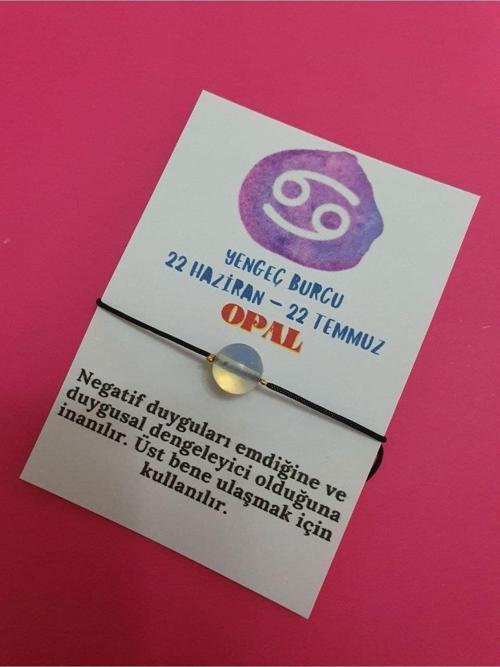 YENGEÇ BURCU
22 HAZİRAN - 22 TEMMUZ
OPAL
Negatif duyguları emdiğine ve
duygusal dengeleyici olduğuna
inanılır. Üst bene ulaşmak için
kullanılır.